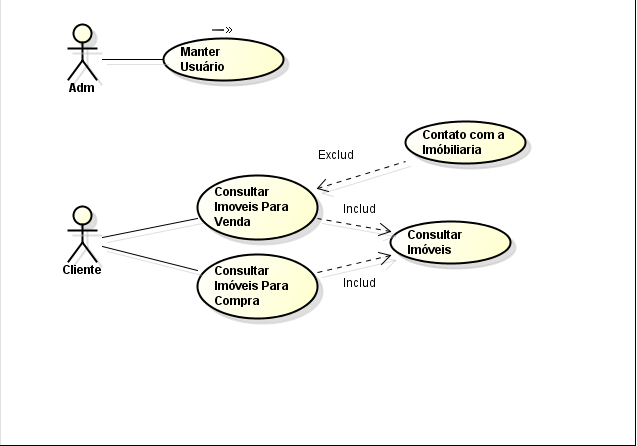 —»
Manter
Usuário
Adm
Contato com a
Imóbiliaria
Exclud
Consultar
Imoveis Para
Venda
Includ
Consultar
Imóveis
Cliente
Consultar
Imóveis Para
Compra
Includ